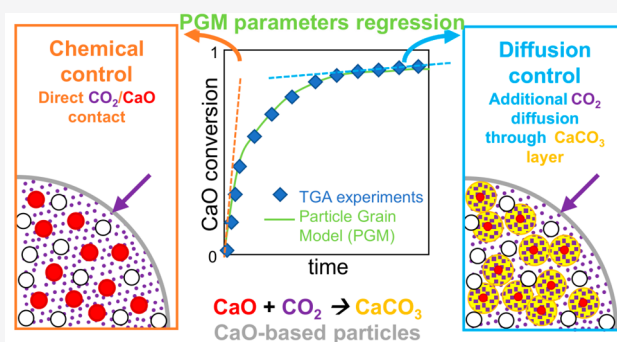 PGM parameters regression
Chemical
control
Direct CO₂/CaO
contact
1
CaO conversion
0
TGA experiments
Particle Grain
Model (PGM)
time
Diffusion
control
Additional CO₂
diffusion
through CaCO₃
layer
CaO + CO₂ → CaCO₃
CaO-based particles